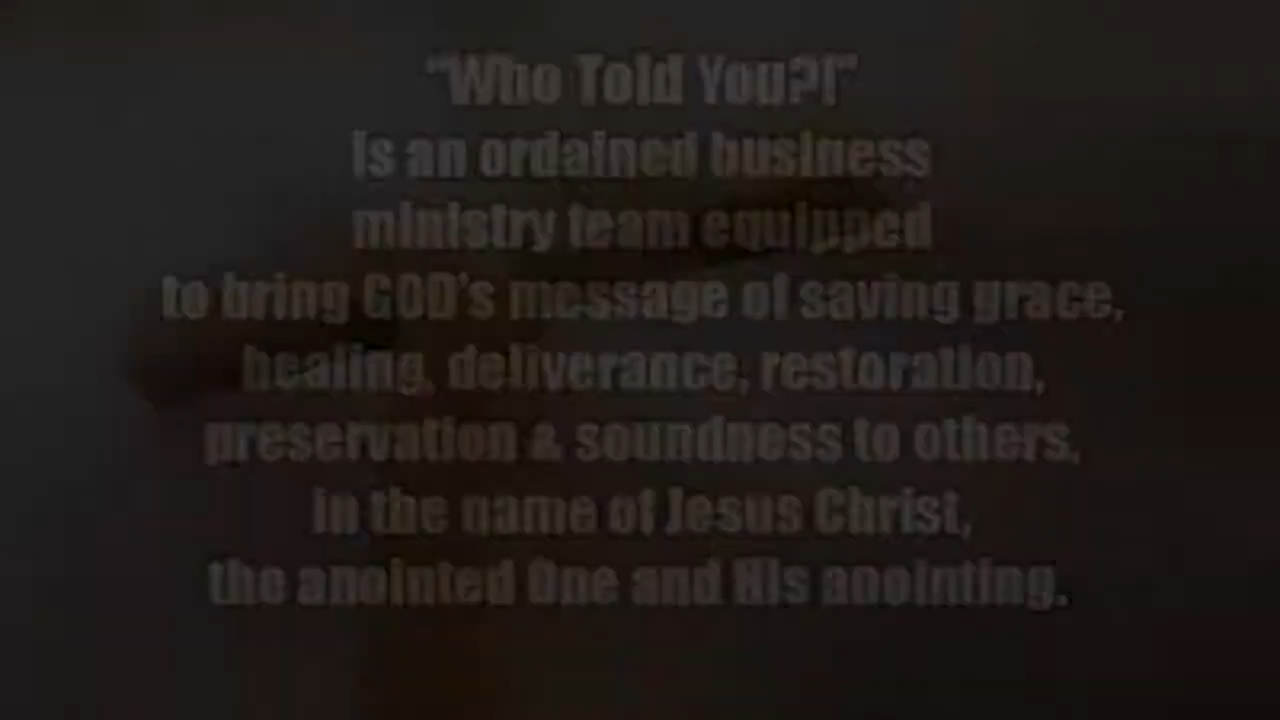 "Who Told You?!"
is an ordained business
ministry team equipped
to bring GOD's message of saving grace,
healing, deliverance, restoration,
preservation & soundness to others,
in the name of Jesus Christ,
the anointed One and His anointing.